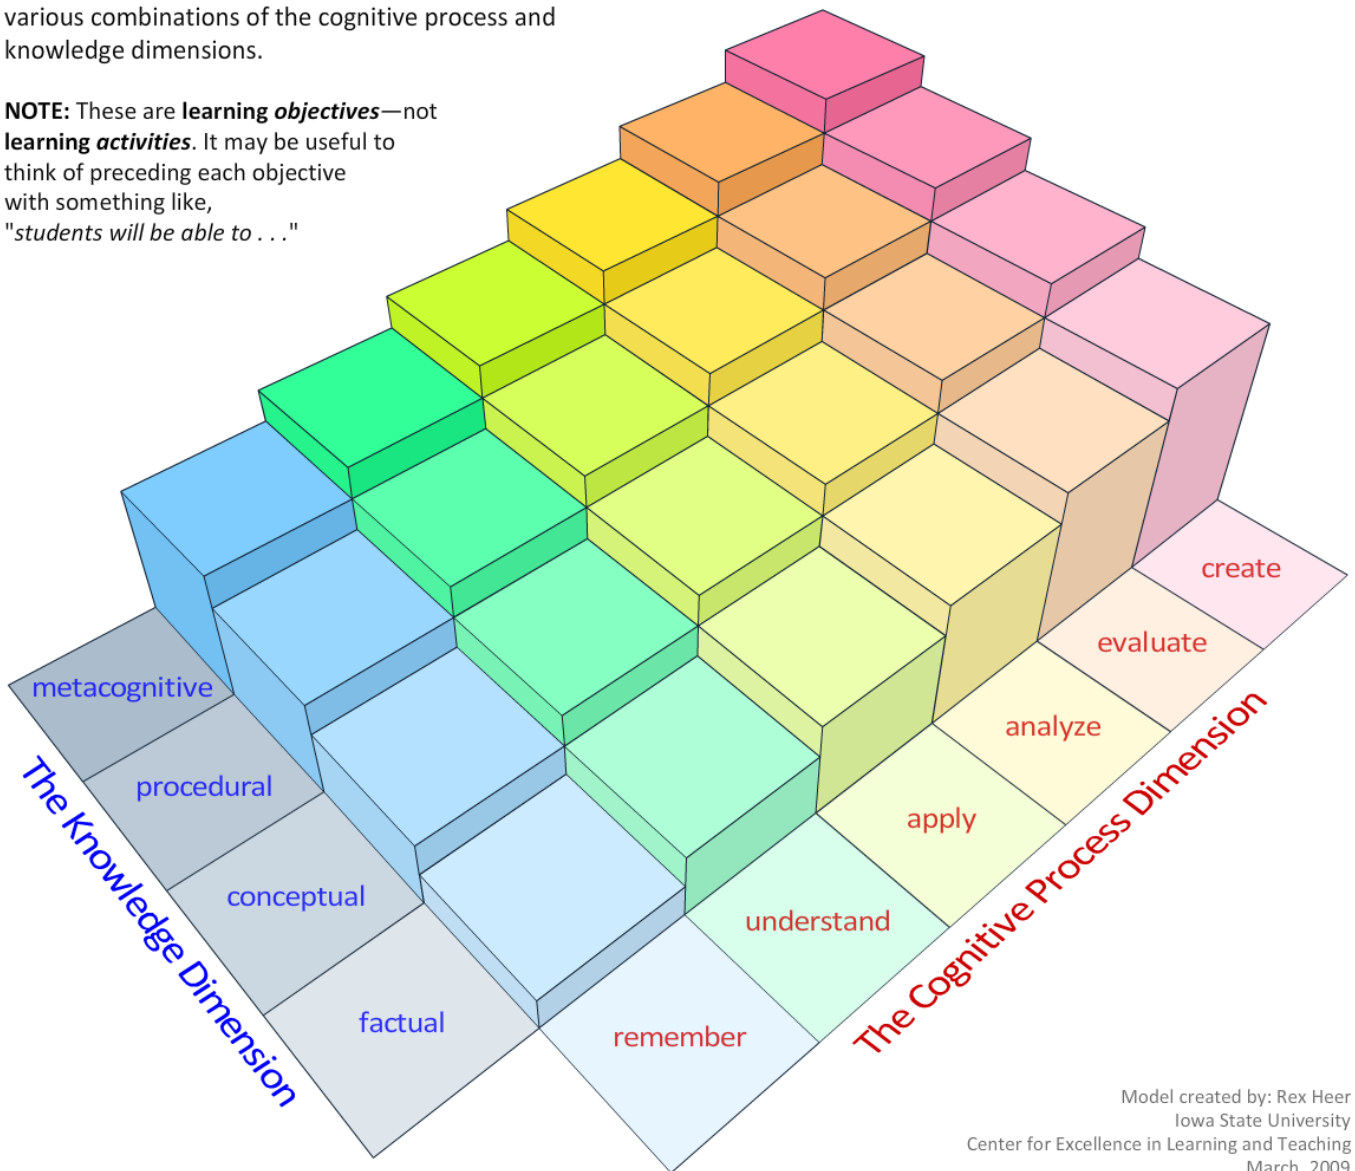 various combinations of the cognitive process and
knowledge dimensions.
NOTE: These are learning objectives—not
learning activities. It may be useful to
think of preceding each objective
with something like,
"students will be able to . . ."
create
evaluate
metacognitive
analyze
procedural
apply
conceptual
understand
factual
remember
The Knowledge Dimension
The Cognitive Process Dimension
Model created by: Rex Heer
Iowa State University
Center for Excellence in Learning and Teaching
March, 2009